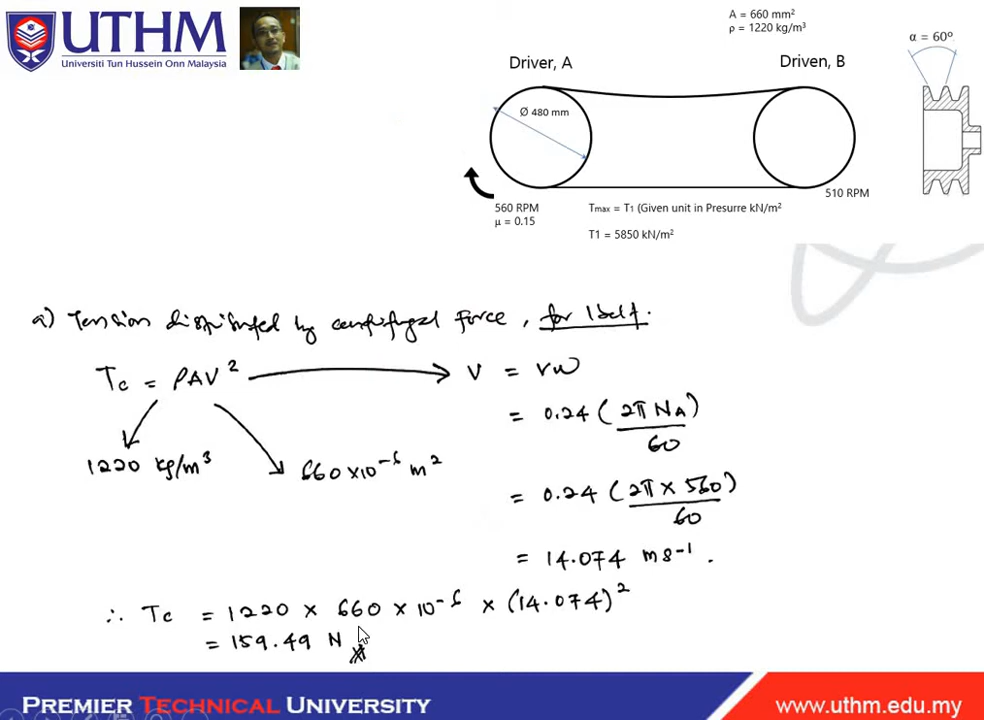 UTHM
Universiti Tun Hussein Onn Malaysia
A = 660 mm²
ρ = 1220 kg/m³
α = 60°
Driver, A
Driven, B
Ø 480 mm
560 RPM
μ = 0.15
Tmax = T1 (Given unit in Presurre kN/m²
T1 = 5850 kN/m²
510 RPM
a) Tension distributed by centrifugal force, for 1 belt.
Tc = ρAV² → V = rω
1220 kg/m³
660 x 10⁻⁶ m²
= 0.24 ( 2π NA / 60 )
= 0.24 ( 2π x 560 / 60 )
= 14.074 ms⁻¹ .
∴ Tc = 1220 x 660 x 10⁻⁶ x (14.074)²
= 159.49 N
PREMIER TECHNICAL UNIVERSITY
www.uthm.edu.my